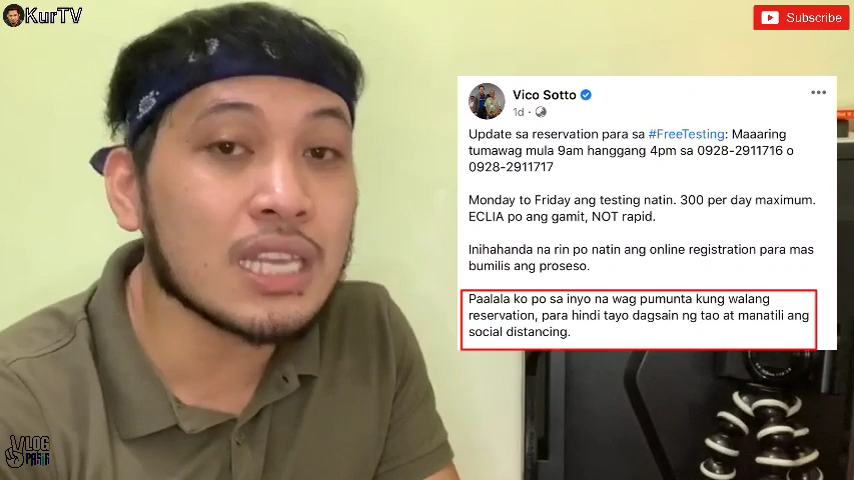 KurTV
Subscribe
Vico Sotto
1d ·
Update sa reservation para sa #FreeTesting: Maaaring
tumawag mula 9am hanggang 4pm sa 0928-2911716 o
0928-2911717
Monday to Friday ang testing natin. 300 per day maximum.
ECLIA po ang gamit, NOT rapid.
Inihahanda na rin po natin ang online registration para mas
bumilis ang proseso.
Paalala ko po sa inyo na wag pumunta kung walang
reservation, para hindi tayo dagsain ng tao at manatili ang
social distancing.
VLOG